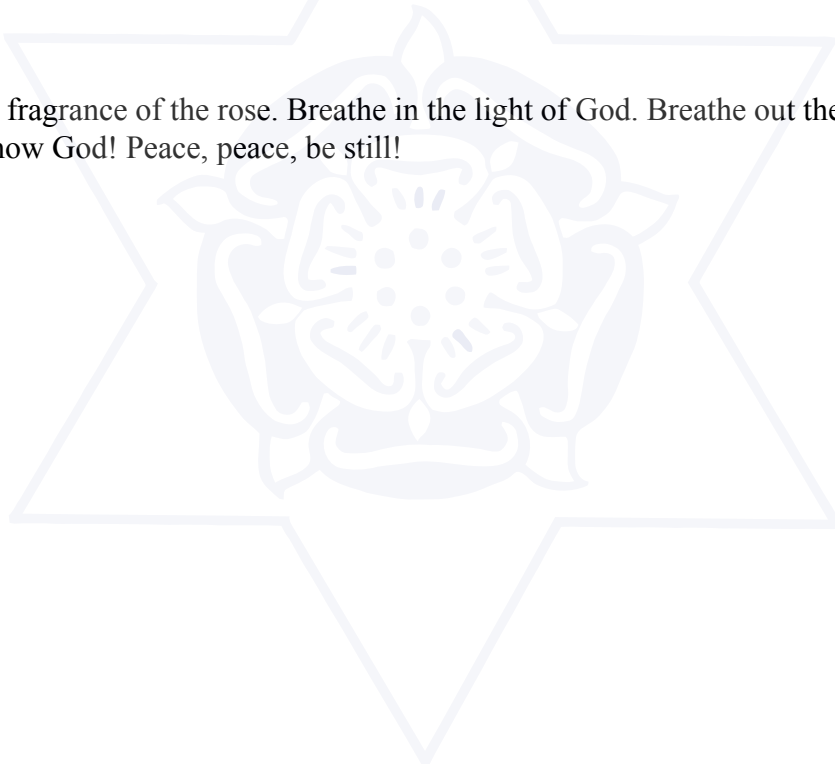 fragrance of the rose. Breathe in the light of God. Breathe out the
now God! Peace, peace, be still!